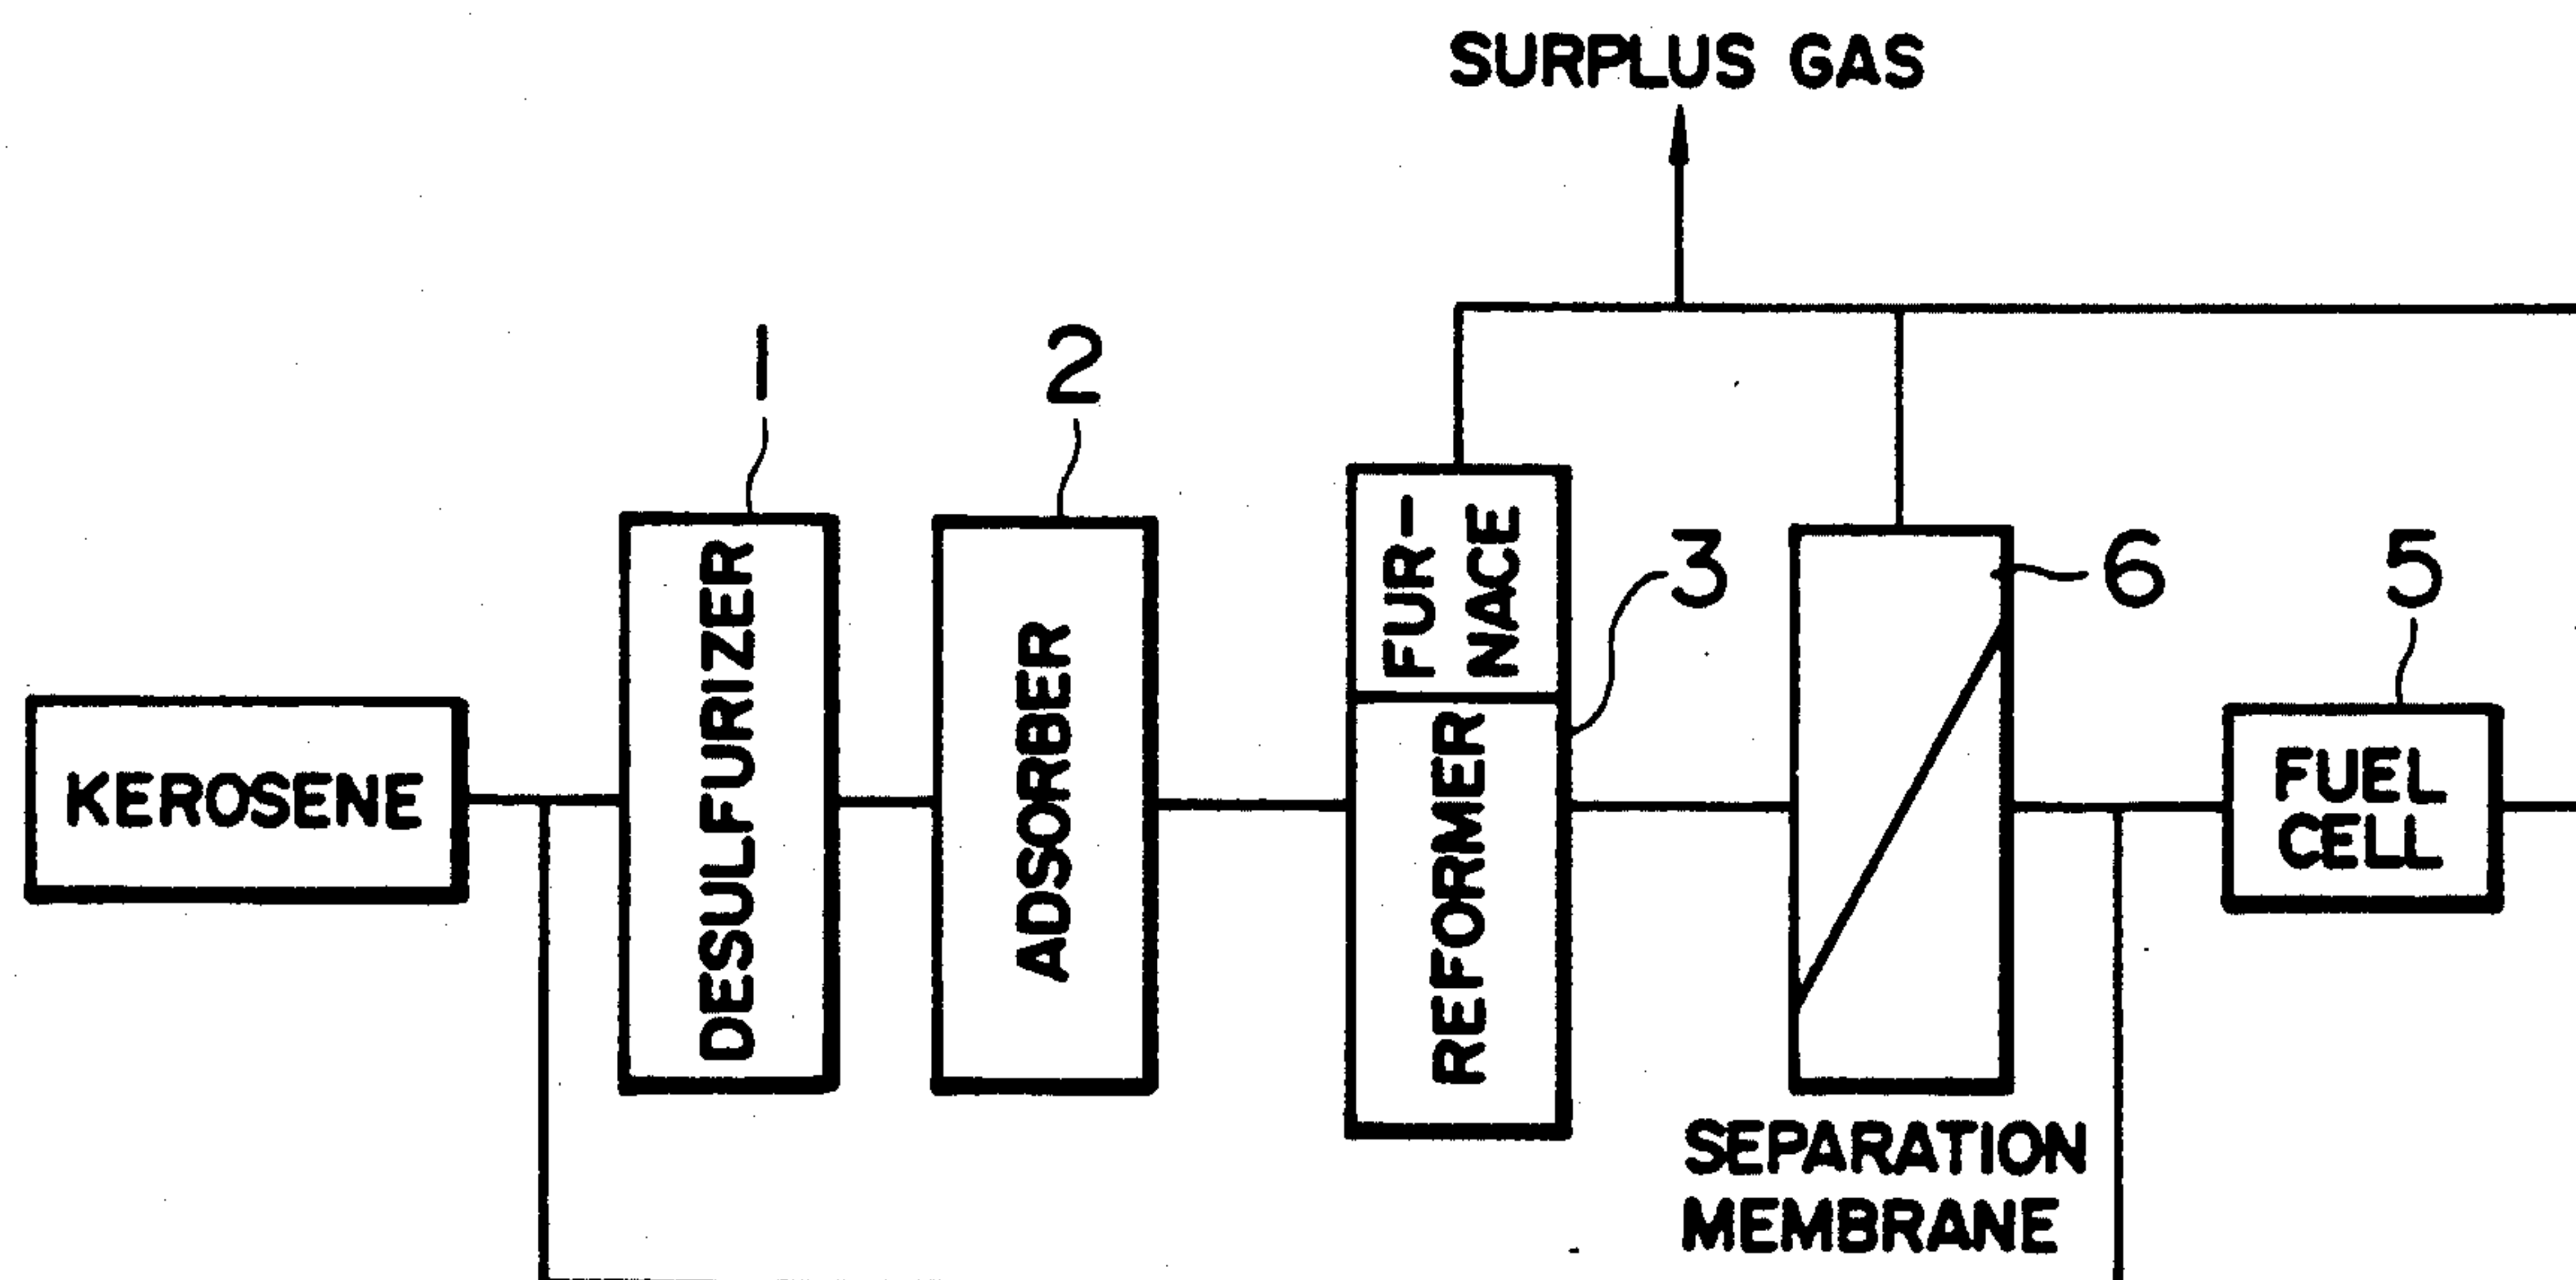 SURPLUS GAS
1
2
3
6
5
KEROSENE
DESULFURIZER
ADSORBER
FUR-
NACE
REFORMER
FUEL
CELL
SEPARATION
MEMBRANE